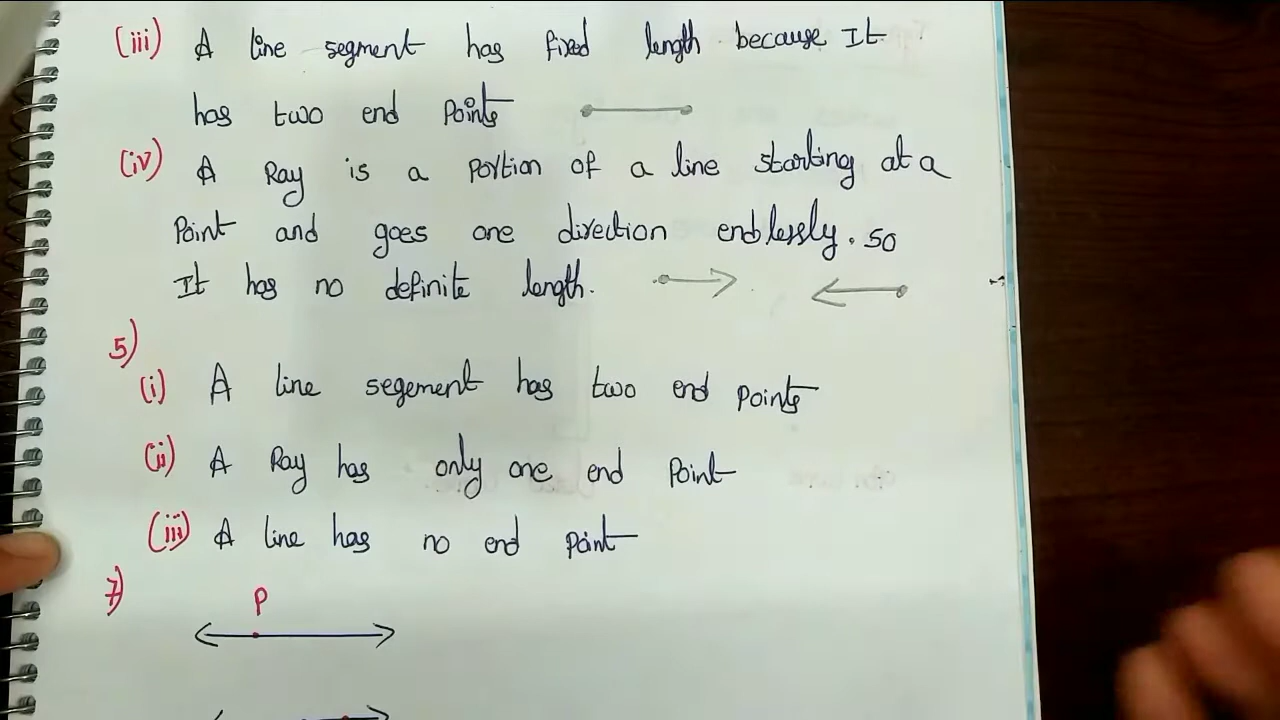 (iii) A line segment has fixed length because It
has two end Points
(iv) A Ray is a Portion of a line starting at a
Point and goes one direction endlessly. so
It has no definite length.
5)
(i) A line segement has two end points
(ii) A Ray has only one end Point
(iii) A line has no end point
7)
P